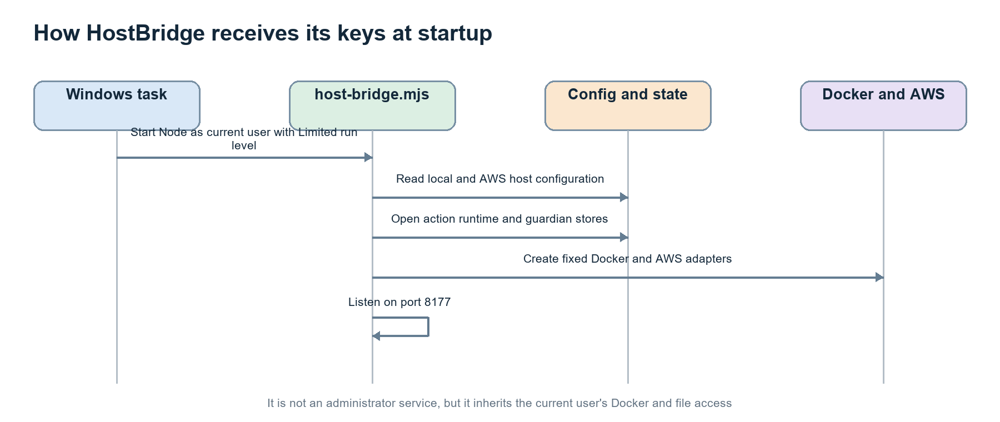 How HostBridge receives its keys at startup
Windows task
host-bridge.mjs
Config and state
Docker and AWS
Start Node as current user with Limited run
level
Read local and AWS host configuration
Open action runtime and guardian stores
Create fixed Docker and AWS adapters
Listen on port 8177
It is not an administrator service, but it inherits the current user's Docker and file access